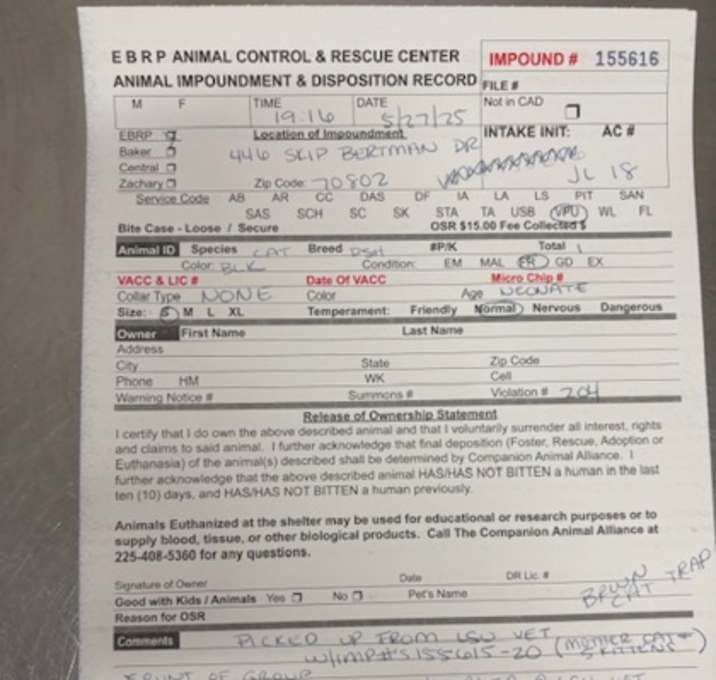 EBRP ANIMAL CONTROL & RESCUE CENTER
ANIMAL IMPOUNDMENT & DISPOSITION RECORD
IMPOUND # 155616
FILE #
M F TIME 19:16 DATE 5/27/25
Not in CAD
EBRP Location of Impoundment
INTAKE INIT: AC #
Baker 446 SKIP BERTMAN DR
Central
JL 18
Zachary Zip Code: 70802
Service Code AB AR CC DAS DF IA LA LS PIT SAN
SAS SCH SC SK STA TA USB VPU WL FL
Bite Case - Loose / Secure OSR $15.00 Fee Collected $
Animal ID Species CAT Breed DSH #P/K Total 1
Color: BLK Condition: EM MAL FR GD EX
VACC & LIC # Date Of VACC Micro Chip #
Collar Type NONE Color Age NEONATE
Size: S M L XL Temperament: Friendly Normal Nervous Dangerous
Owner First Name Last Name
Address
City State Zip Code
Phone HM WK Cell
Warning Notice # Summons # Violation # 204
Release of Ownership Statement
I certify that I do own the above described animal and that I voluntarily surrender all interest, rights
and claims to said animal. I further acknowledge that final deposition (Foster, Rescue, Adoption or
Euthanasia) of the animal(s) described shall be determined by Companion Animal Alliance. I
further acknowledge that the above described animal HAS/HAS NOT BITTEN a human in the last
ten (10) days, and HAS/HAS NOT BITTEN a human previously.
Animals Euthanized at the shelter may be used for educational or research purposes or to
supply blood, tissue, or other biological products. Call The Companion Animal Alliance at
225-408-5360 for any questions.
Signature of Owner Date DR Lic. #
Good with Kids / Animals Yes No Pet's Name
TRAP
CAT
Reason for OSR
Comments PICKED UP FROM LSU VET
W/IMP#'S 155615-20 (MOTHER CAT + 5 KITTENS)
FRONT OF GROUP